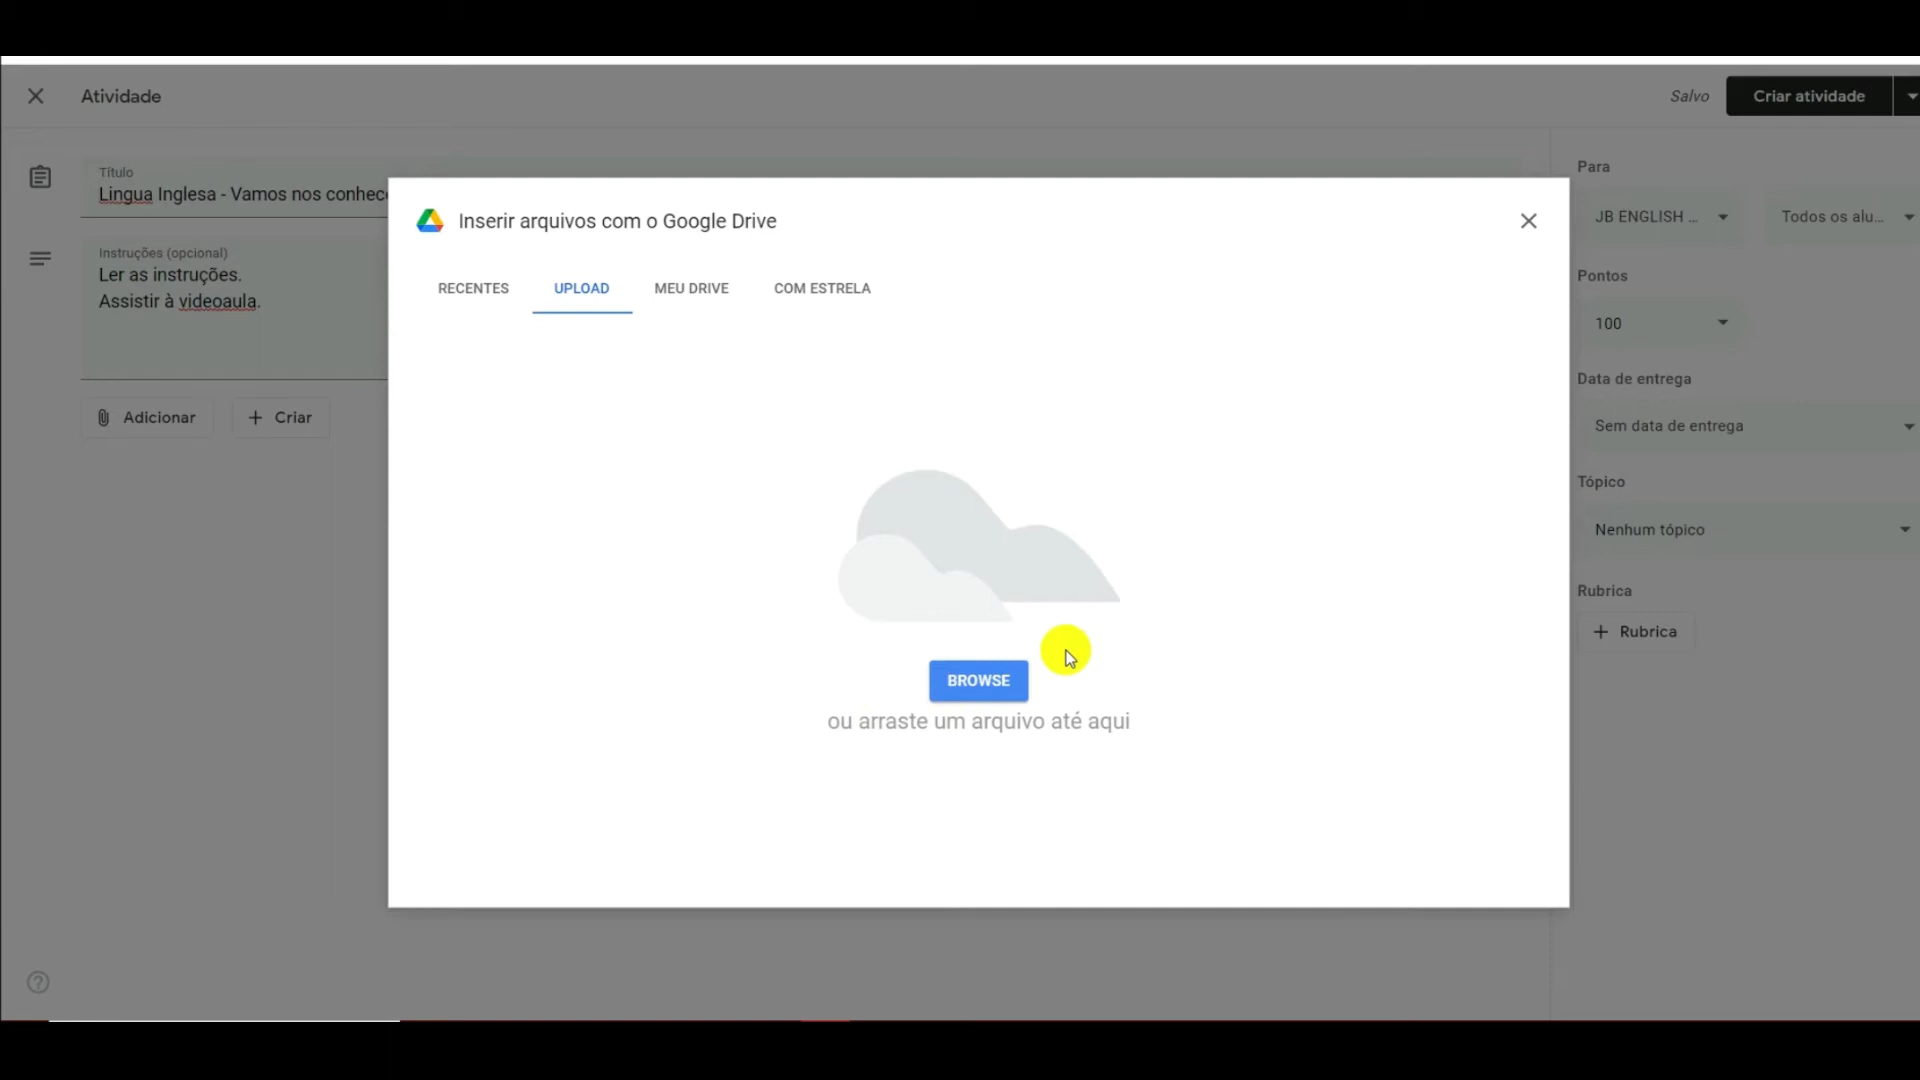 Atividade
Salvo
Criar atividade
Título
Lingua Inglesa - Vamos nos conhece
Instruções (opcional)
Ler as instruções.
Assistir à videoaula.
Adicionar
Criar
Inserir arquivos com o Google Drive
RECENTES
UPLOAD
MEU DRIVE
COM ESTRELA
BROWSE
ou arraste um arquivo até aqui
Para
JB ENGLISH ...
Todos os alu...
Pontos
100
Data de entrega
Sem data de entrega
Tópico
Nenhum tópico
Rubrica
Rubrica